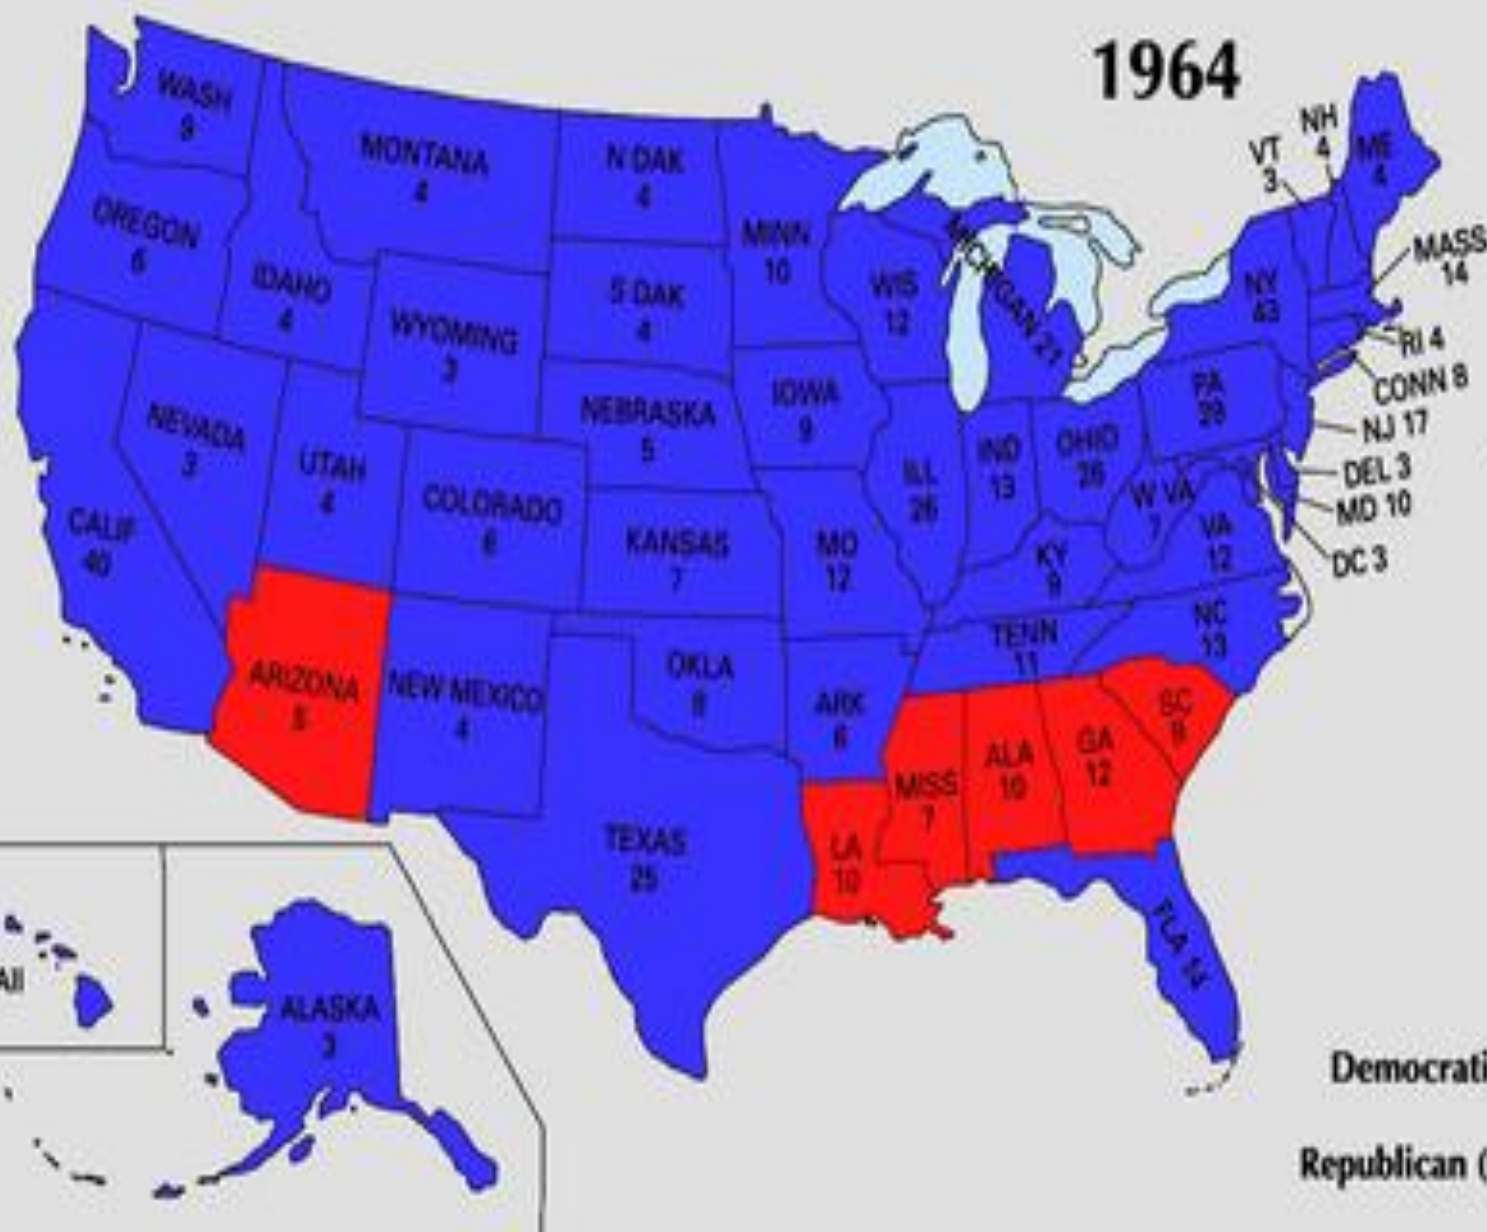 1964
WASH
9
MONTANA
4
N DAK
4
MINN
10
OREGON
6
IDAHO
4
WYOMING
3
S DAK
4
WIS
12
MICHIGAN 21
NH
4
VT
3
ME
4
MASS
14
NY
43
RI 4
CONN 8
NJ 17
DEL 3
MD 10
DC 3
PA
29
NEVADA
3
UTAH
4
COLORADO
6
NEBRASKA
5
IOWA
9
ILL
26
IND
13
OHIO
26
W VA
7
VA
12
CALIF
40
KANSAS
7
MO
12
KY
9
NC
13
TENN
11
ARIZONA
5
NEW MEXICO
4
OKLA
8
ARK
6
SC
8
MISS
7
ALA
10
GA
12
TEXAS
25
LA
10
FLA 14
AII
ALASKA
3
Democrati
Republican (